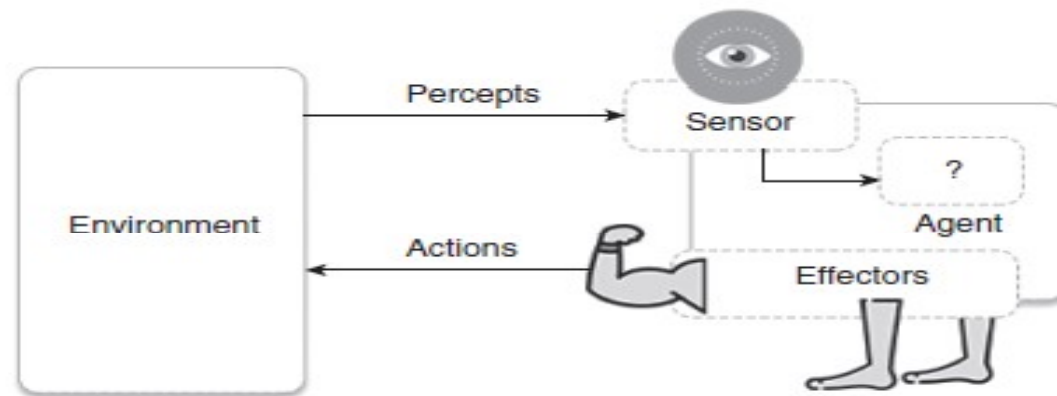 Percepts
Sensor
?
Environment
Agent
Actions
Effectors